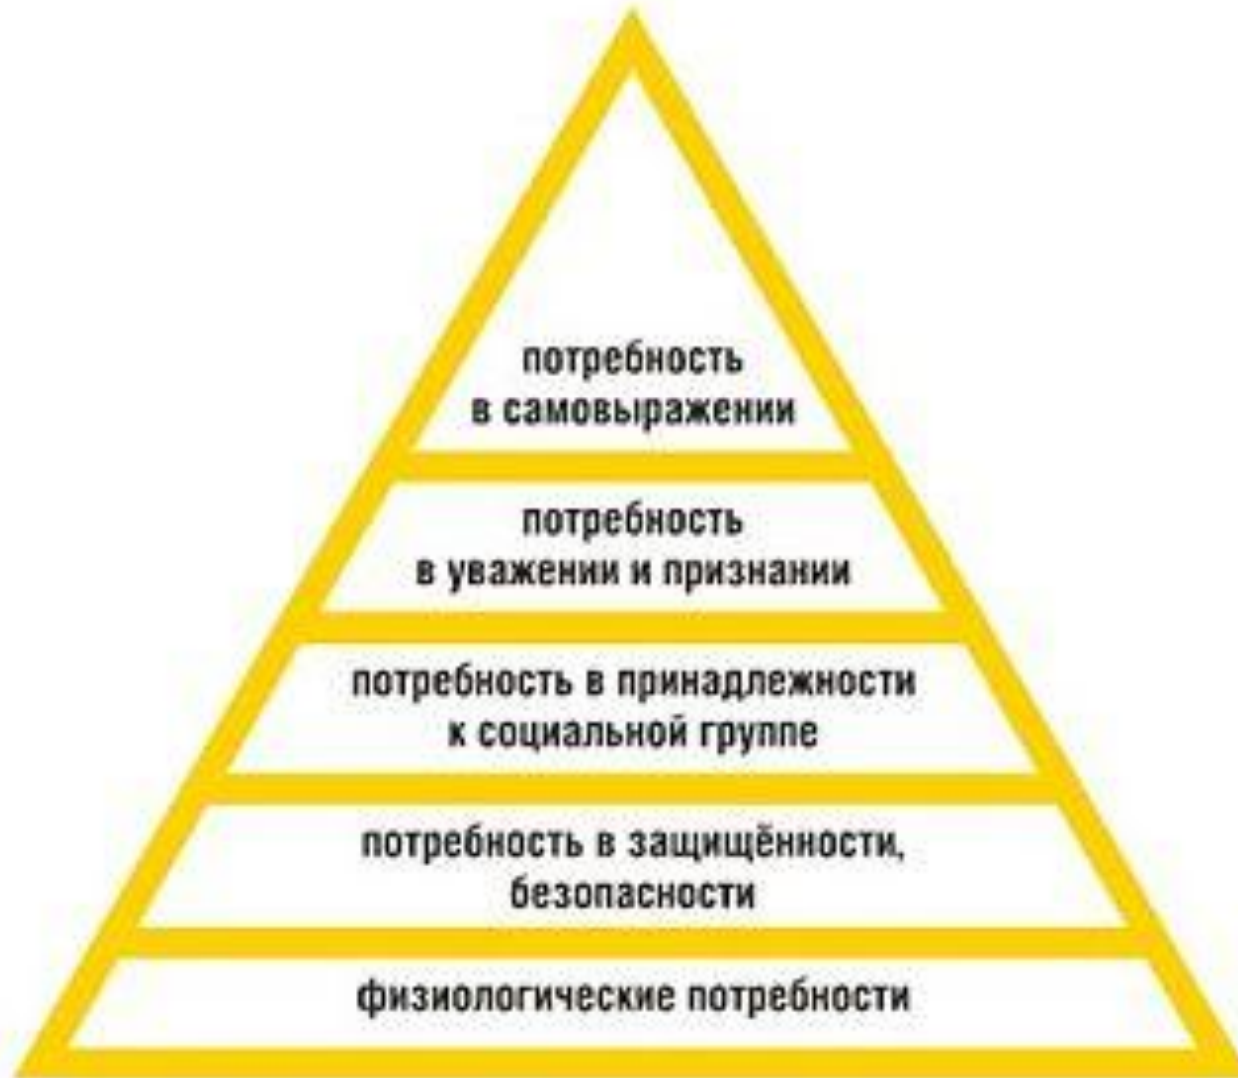 потребность
в самовыражении
потребность
в уважении и признании
потребность в принадлежности
к социальной группе
потребность в защищённости,
безопасности
физиологические потребности